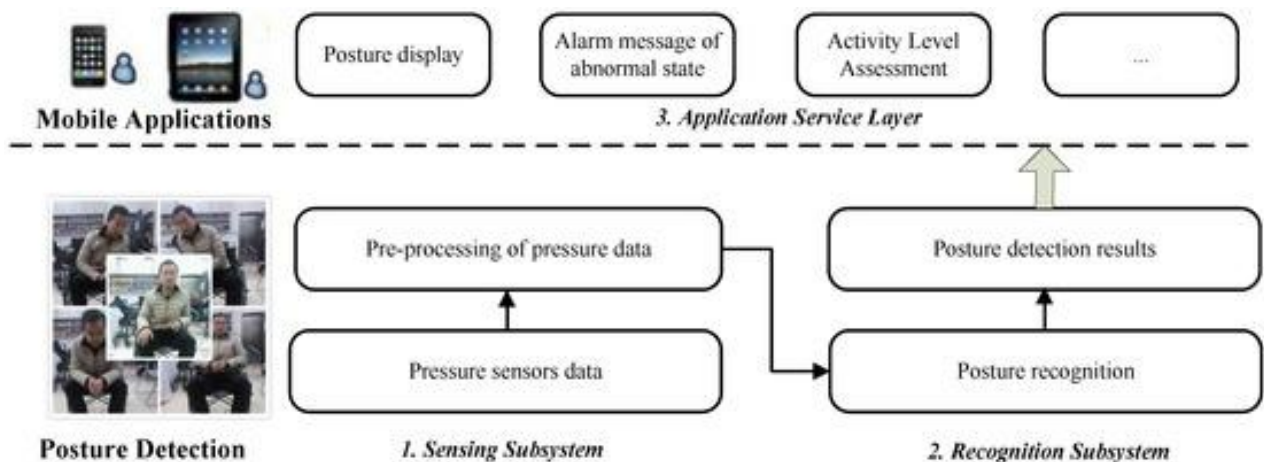 Posture display
Alarm message of
abnormal state
Activity Level
Assessment
...
Mobile Applications
3. Application Service Layer
Pre-processing of pressure data
Posture detection results
Pressure sensors data
Posture recognition
Posture Detection
1. Sensing Subsystem
2. Recognition Subsystem